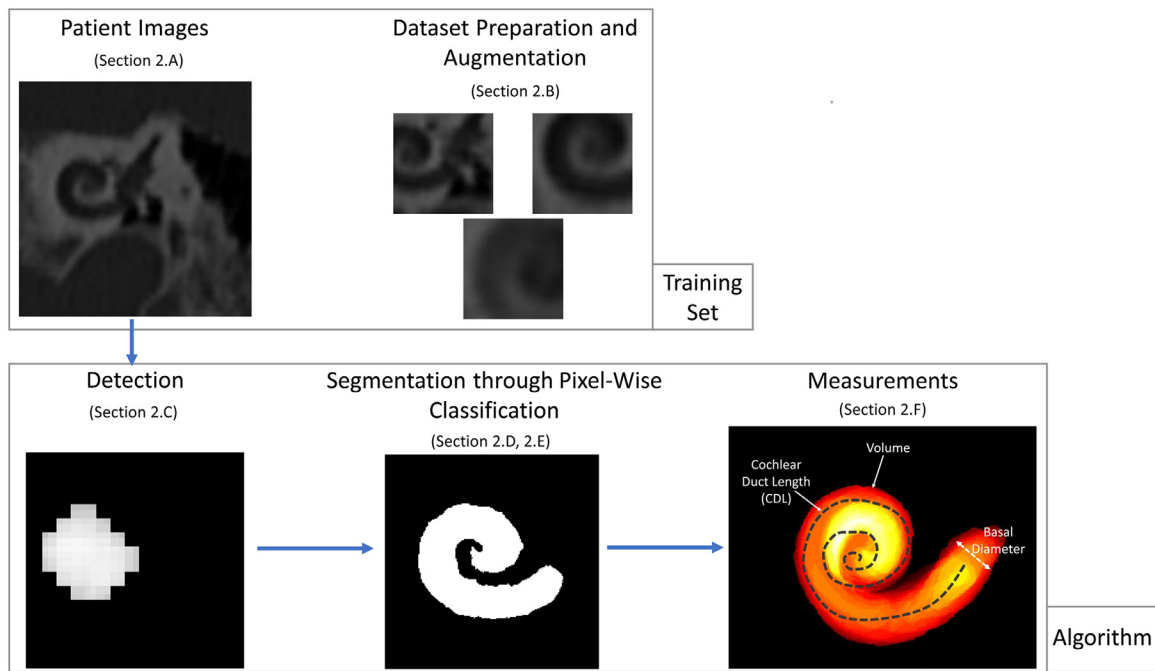 Patient Images
(Section 2.A)
Dataset Preparation and
Augmentation
(Section 2.B)
Training
Set
Detection
(Section 2.C)
Segmentation through Pixel-Wise
Classification
(Section 2.D, 2.E)
Measurements
(Section 2.F)
Volume
Cochlear
Duct Length
(CDL)
Basal
Diameter
Algorithm